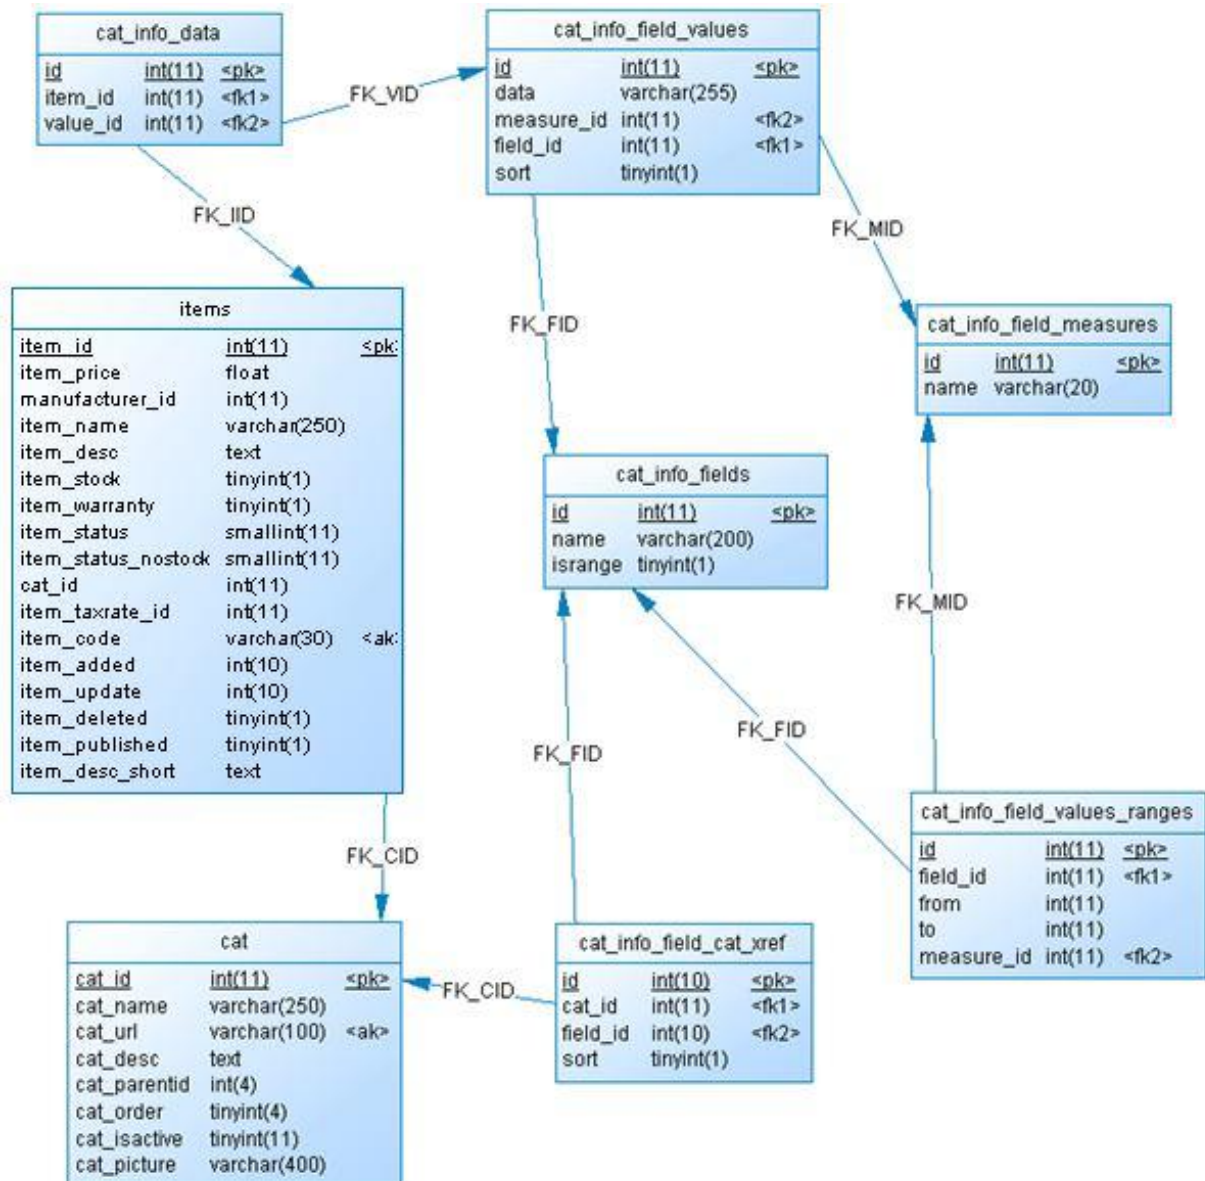 cat_info_data
id int(11) <pk>
item_id int(11) <fk1>
value_id int(11) <fk2>
FK_VID
cat_info_field_values
id int(11) <pk>
data varchar(255)
measure_id int(11) <fk2>
field_id int(11) <fk1>
sort tinyint(1)
FK_IID
FK_MID
items
item_id int(11) <pk:
item_price float
manufacturer_id int(11)
item_name varchar(250)
item_desc text
item_stock tinyint(1)
item_warranty tinyint(1)
item_status smallint(11)
item_status_nostock smallint(11)
cat_id int(11)
item_taxrate_id int(11)
item_code varchar(30) <ak:
item_added int(10)
item_update int(10)
item_deleted tinyint(1)
item_published tinyint(1)
item_desc_short text
FK_FID
cat_info_field_measures
id int(11) <pk>
name varchar(20)
cat_info_fields
id int(11) <pk>
name varchar(200)
isrange tinyint(1)
FK_MID
FK_FID
FK_FID
cat_info_field_values_ranges
id int(11) <pk>
field_id int(11) <fk1>
from int(11)
to int(11)
measure_id int(11) <fk2>
FK_CID
cat
cat_id int(11) <pk>
cat_name varchar(250)
cat_url varchar(100) <ak>
cat_desc text
cat_parentid int(4)
cat_order tinyint(4)
cat_isactive tinyint(11)
cat_picture varchar(400)
FK_CID
cat_info_field_cat_xref
id int(10) <pk>
cat_id int(11) <fk1>
field_id int(10) <fk2>
sort tinyint(1)